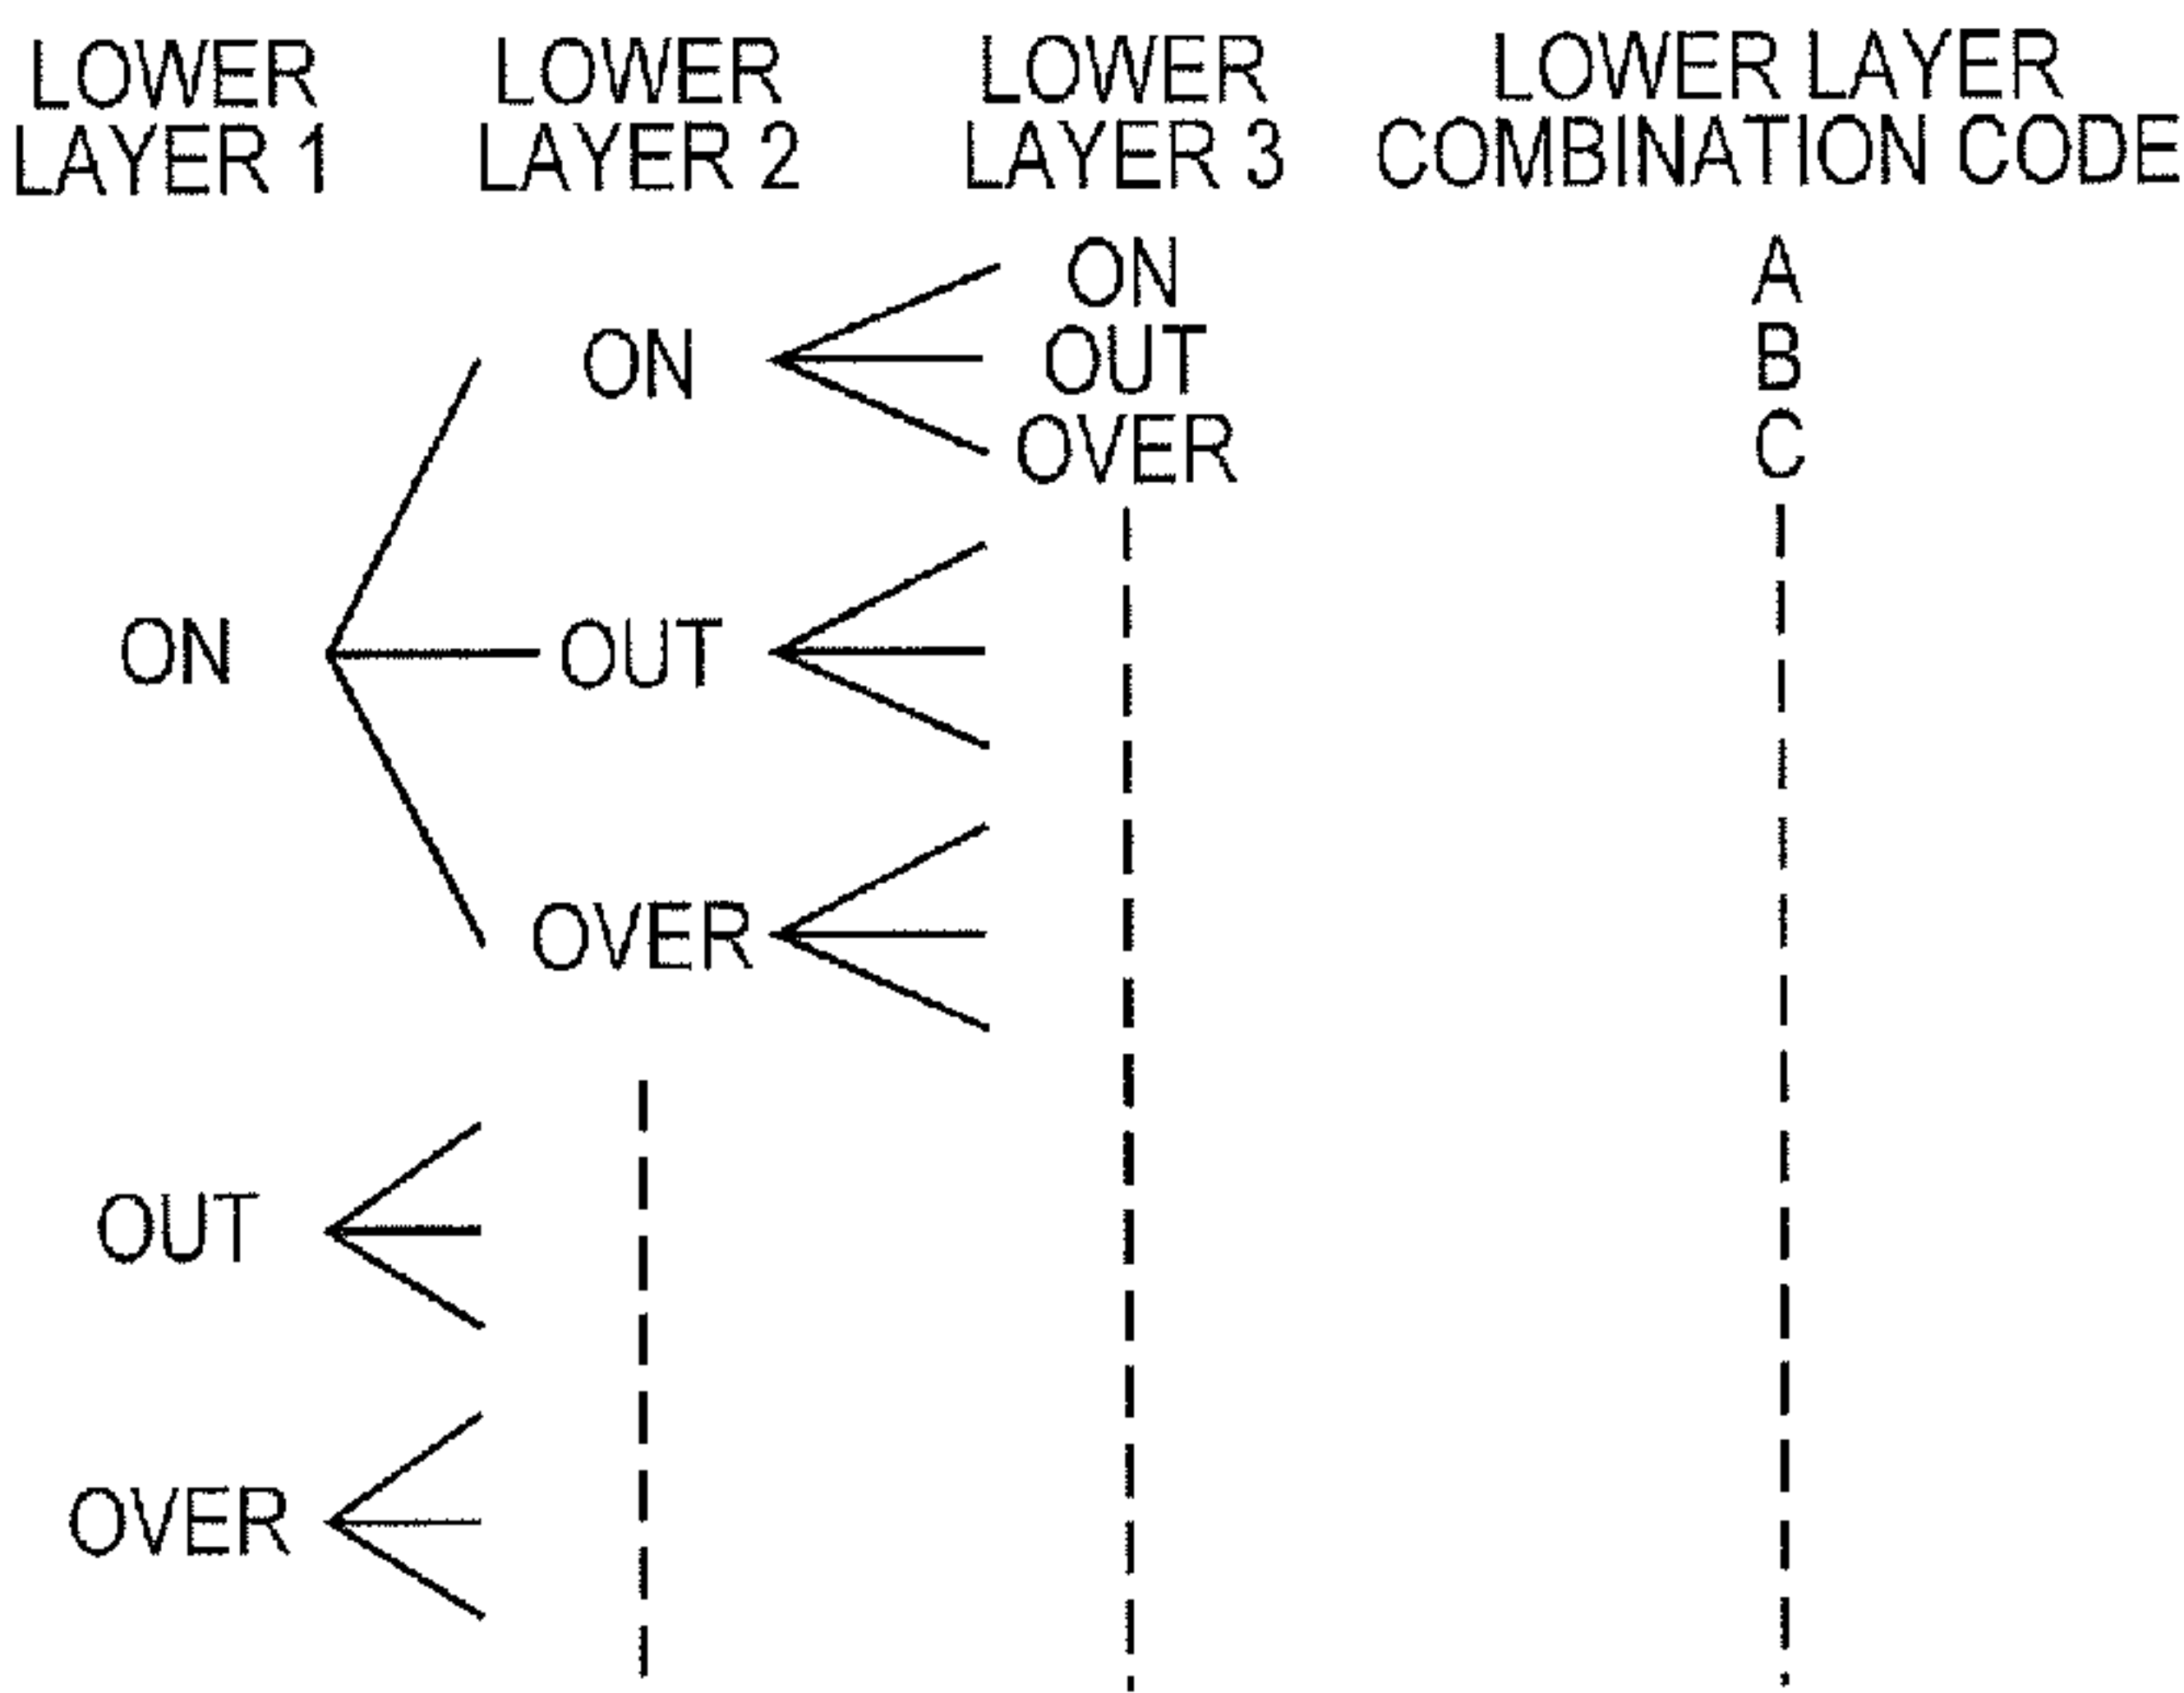 LOWER LAYER 1
LOWER LAYER 2
LOWER LAYER 3
LOWER LAYER COMBINATION CODE
ON A
ON OUT B
OVER C
ON OUT
OVER
OUT
OVER